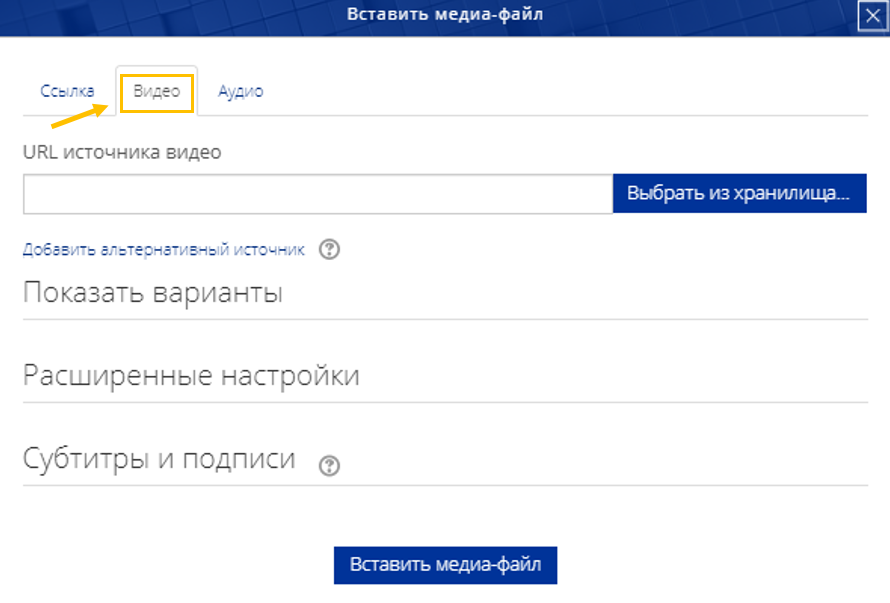 Вставить медиа-файл
Ссылка Видео Аудио
URL источника видео
Выбрать из хранилища...
Добавить альтернативный источник ?
Показать варианты
Расширенные настройки
Субтитры и подписи ?
Вставить медиа-файл